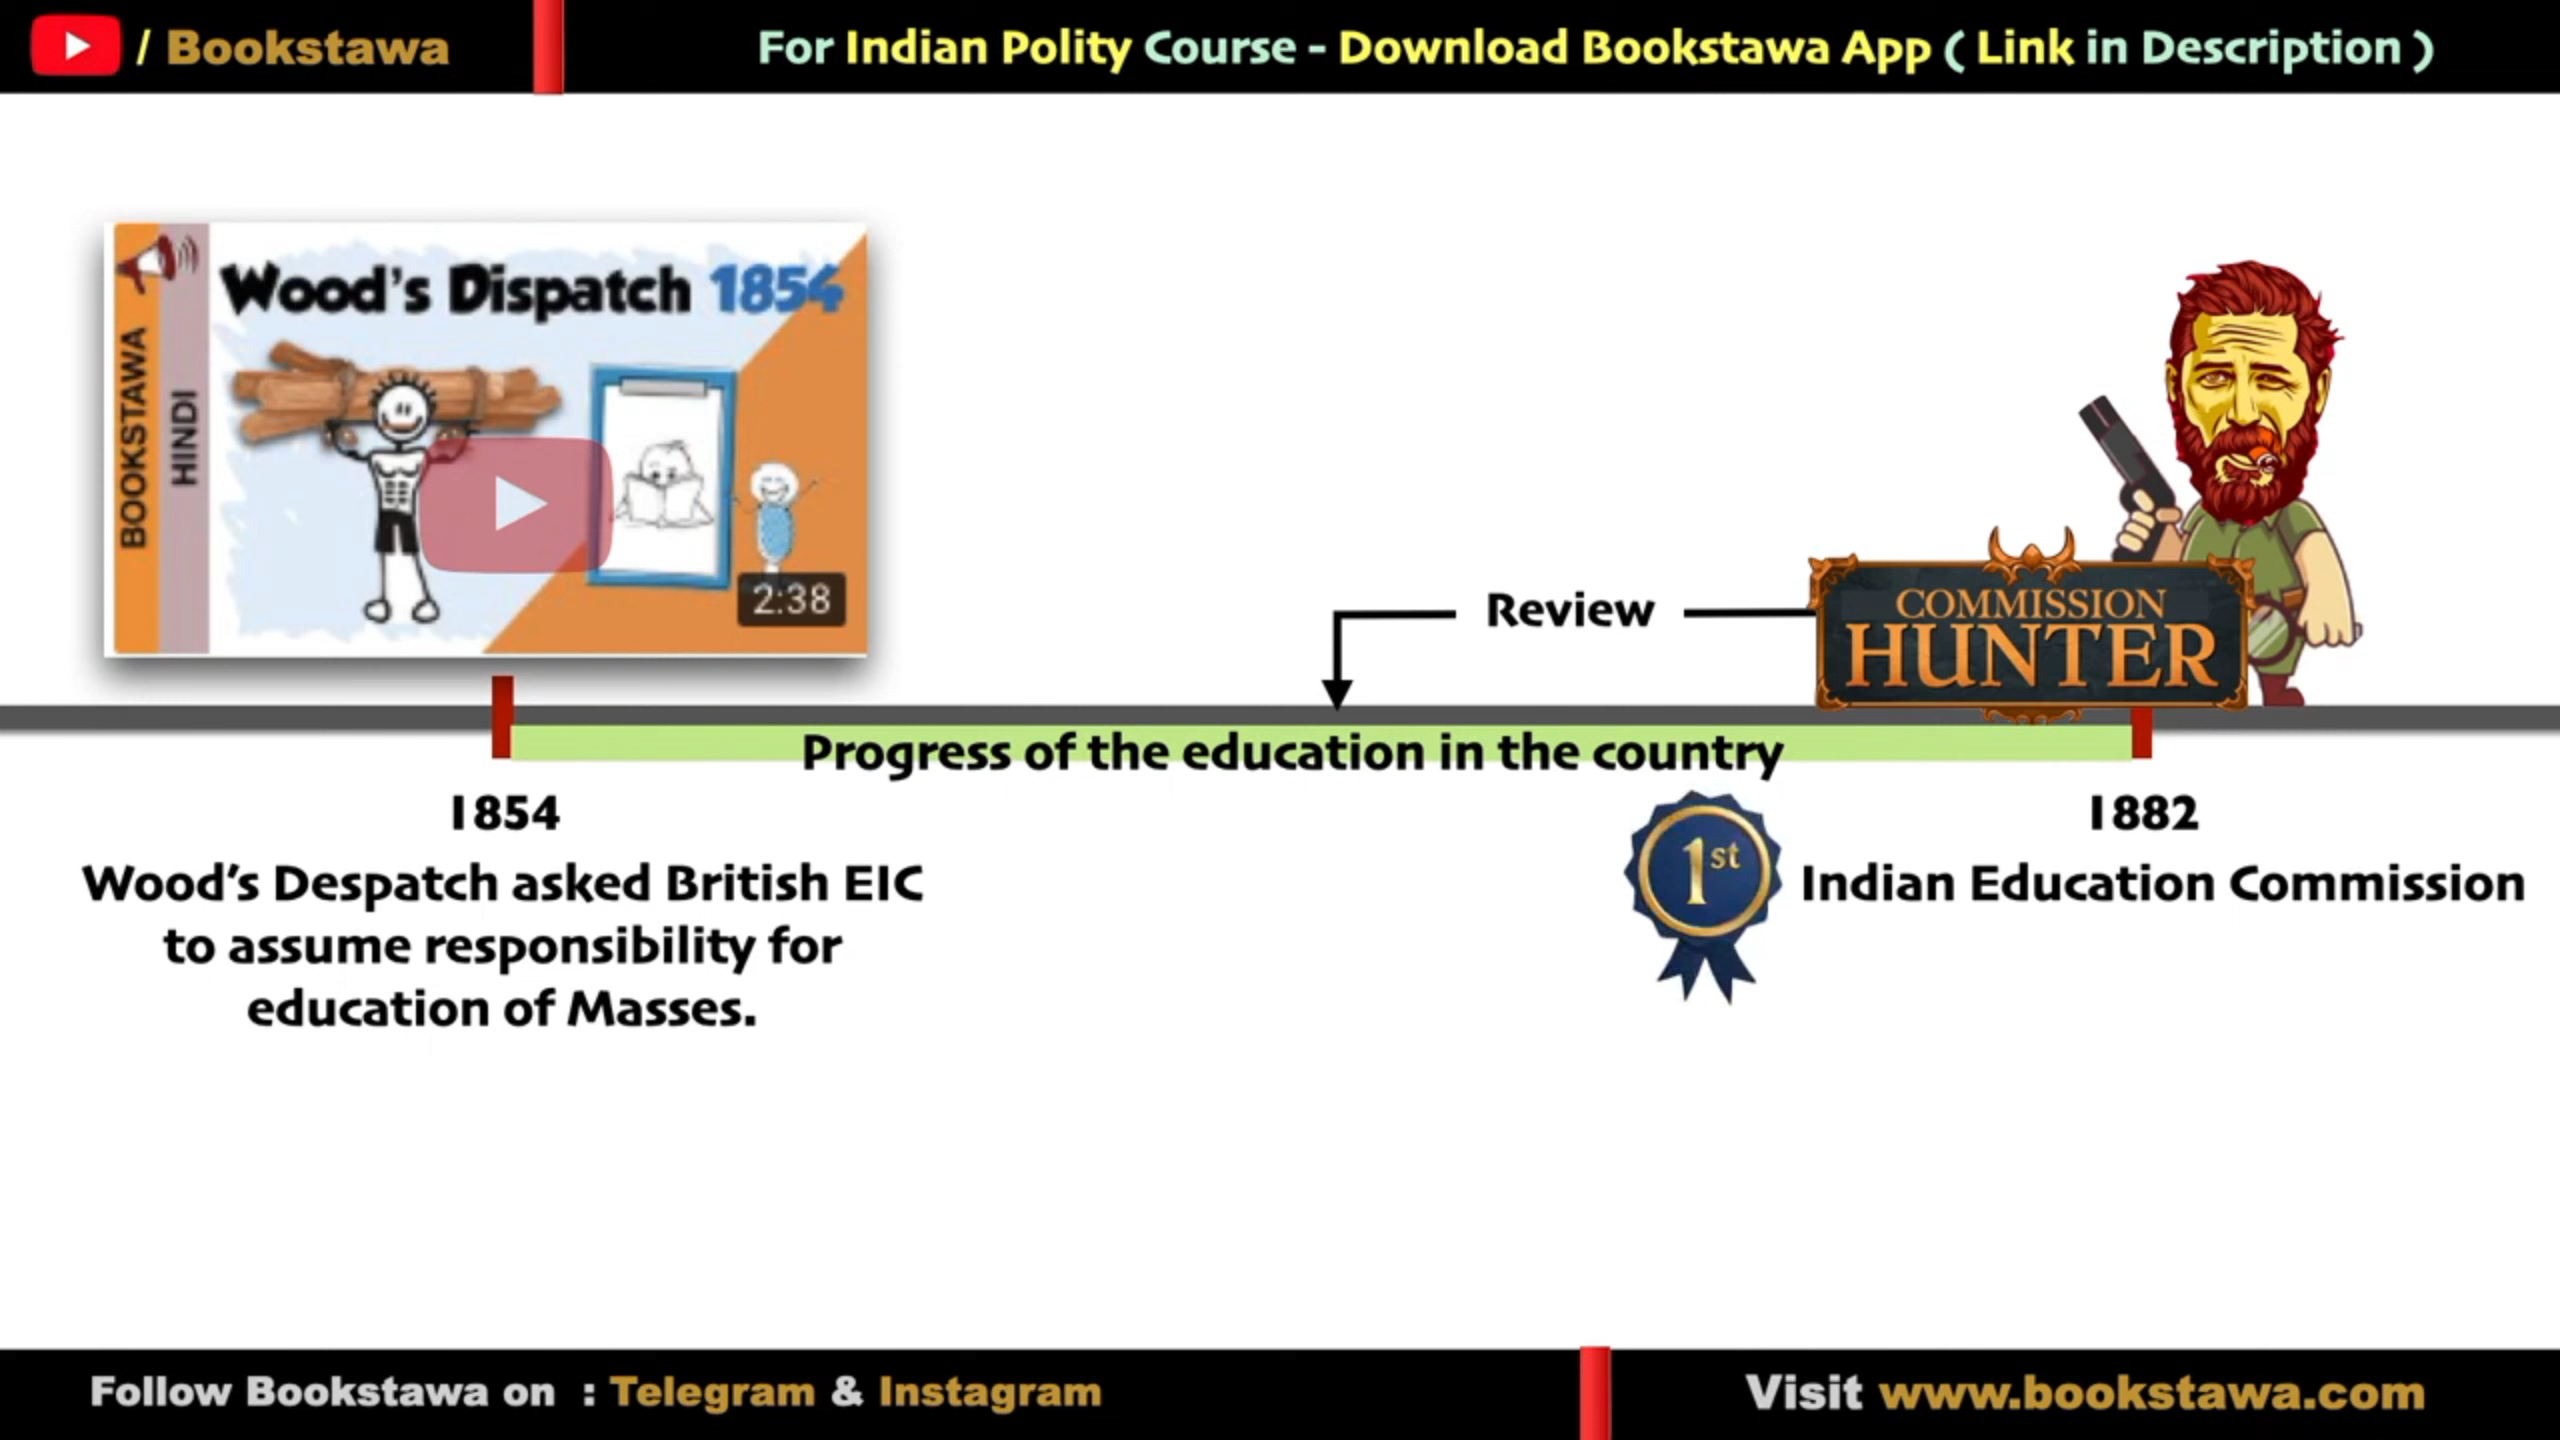 / Bookstawa
For Indian Polity Course - Download Bookstawa App ( Link in Description )
BOOKSTAWA
HINDI
Wood's Dispatch 1854
2:38
Review
COMMISSION
HUNTER
Progress of the education in the country
1854
Wood's Despatch asked British EIC
to assume responsibility for
education of Masses.
1st
1882
Indian Education Commission
Follow Bookstawa on : Telegram & Instagram
Visit www.bookstawa.com